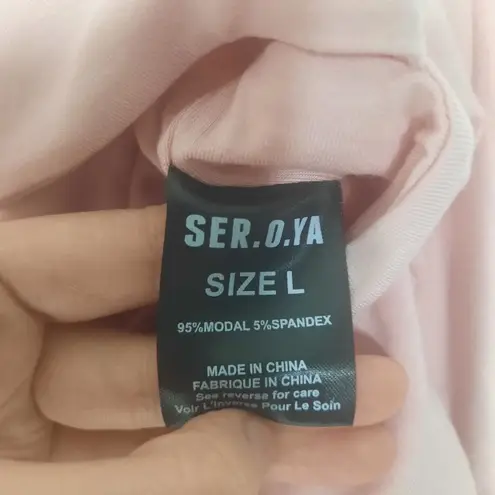 SER.O.YA
SIZE L
95%MODAL 5%SPANDEX
MADE IN CHINA
FABRIQUE IN CHINA
See reverse for care
Voir L'Inverse Pour Le Soin